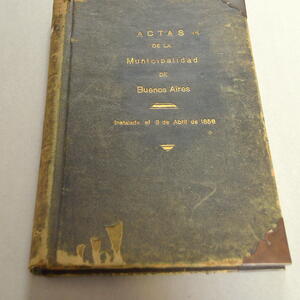 ACTAS
DE LA
Municipalidad
DE
Buenos Aires
Instalada el 3 de Abril de 1856